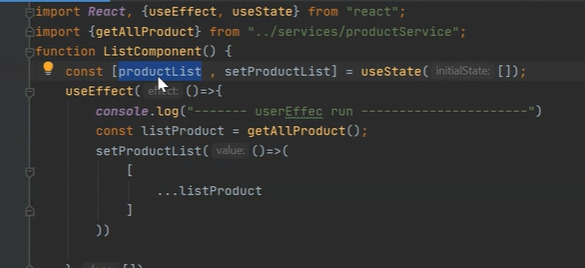 import React, {useEffect, useState} from "react";
import {getAllProduct} from "../services/productService";
function ListComponent() {
const [productList , setProductList] = useState( initialState: []);
useEffect( effect: ()=>{
console.log("------- userEffec run ----------------------")
const listProduct = getAllProduct();
setProductList( value: ()=>(
[
...listProduct
]
))